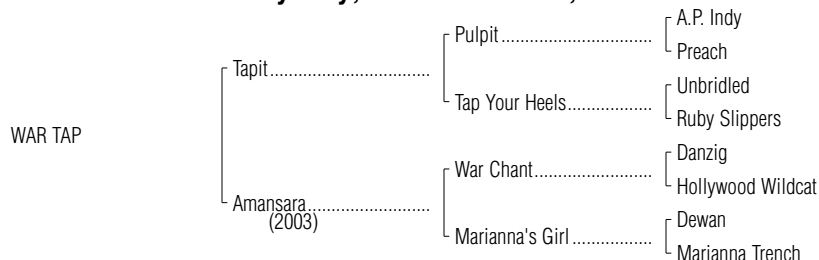 Pulpit
A.P. Indy
Preach
Tapit
Tap Your Heels
Unbridled
Ruby Slippers
WAR TAP
War Chant
Danzig
Hollywood Wildcat
Amansara
(2003)
Marianna's Girl
Dewan
Marianna Trench